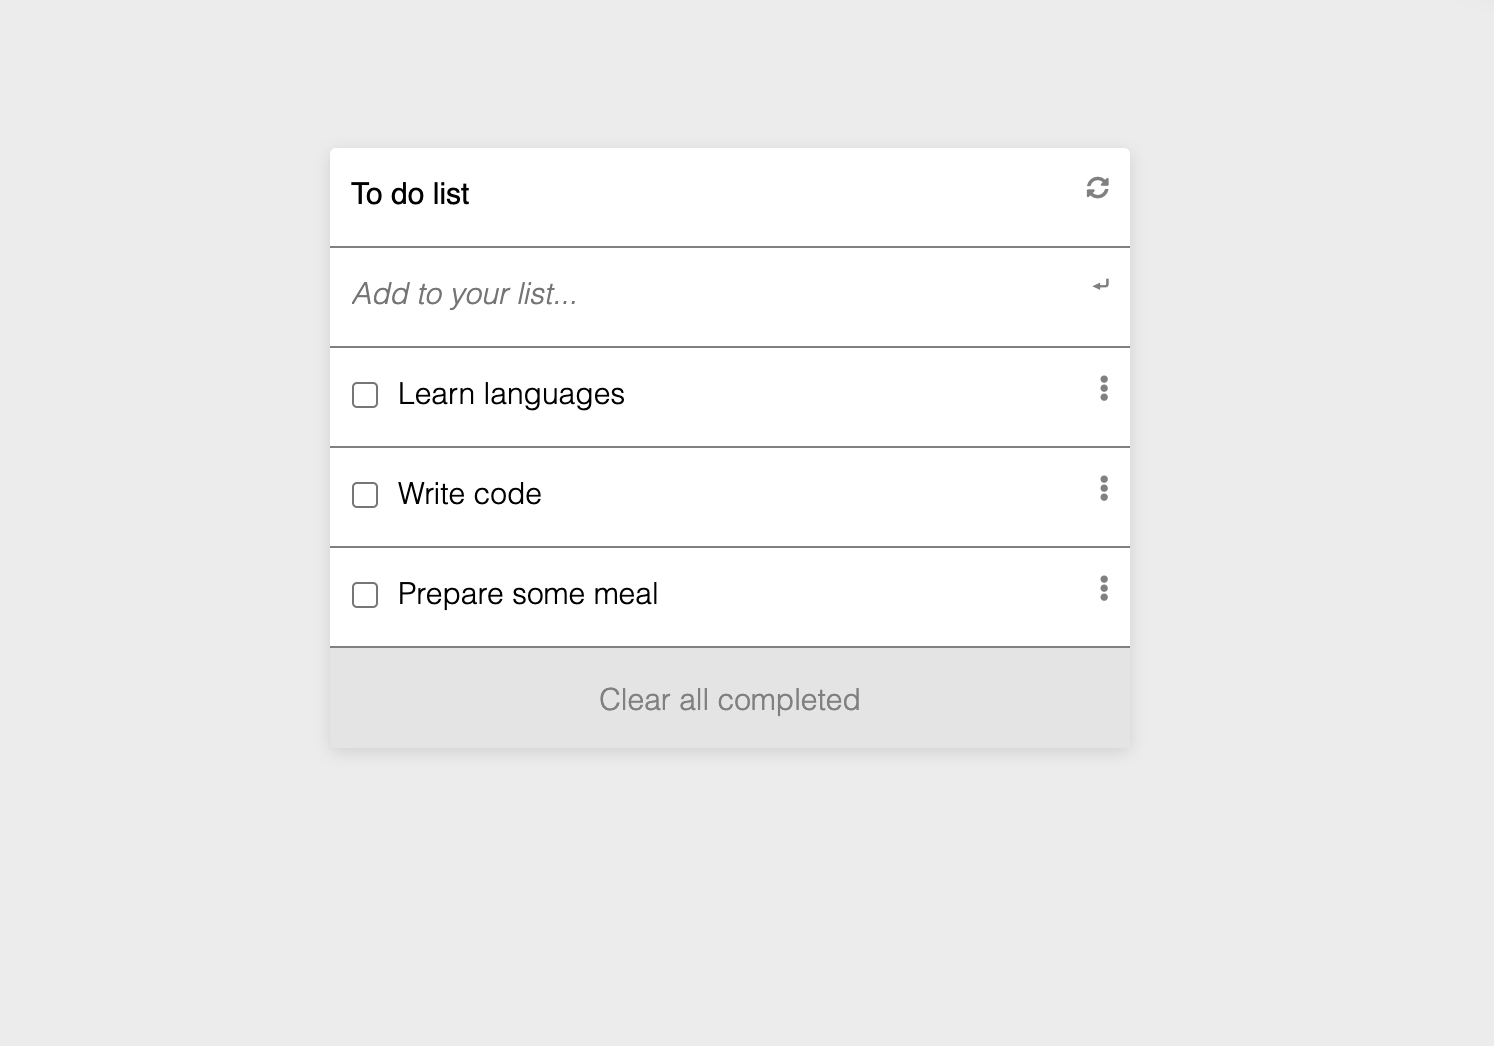 To do list
Add to your list...
Learn languages
Write code
Prepare some meal
Clear all completed